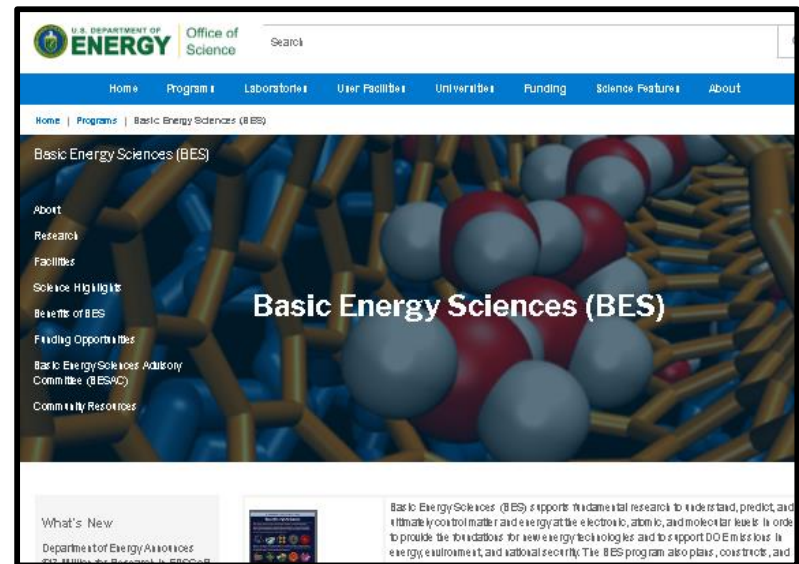 U.S. DEPARTMENT OF
ENERGY
Office of
Science
Search
Home Programs Laboratories User Facilities Universities Funding Science Features About
Home | Programs | Basic Energy Sciences (BES)
Basic Energy Sciences (BES)
About
Research
Facilities
Science Highlights
Benefits of BES
Funding Opportunities
Basic Energy Sciences Advisory
Committee (BESAC)
Community Resources
Basic Energy Sciences (BES)
What's New
Department of Energy Announces
Million for Research
Basic Energy Sciences (BES) supports fundamental research to understand, predict, and
ultimately control matter and energy at the electronic, atomic, and molecular levels in orde
to provide the foundations for new energy technologies and to support DOE missions in
energy, environment, and national security. The BES program also plans, constructs, and